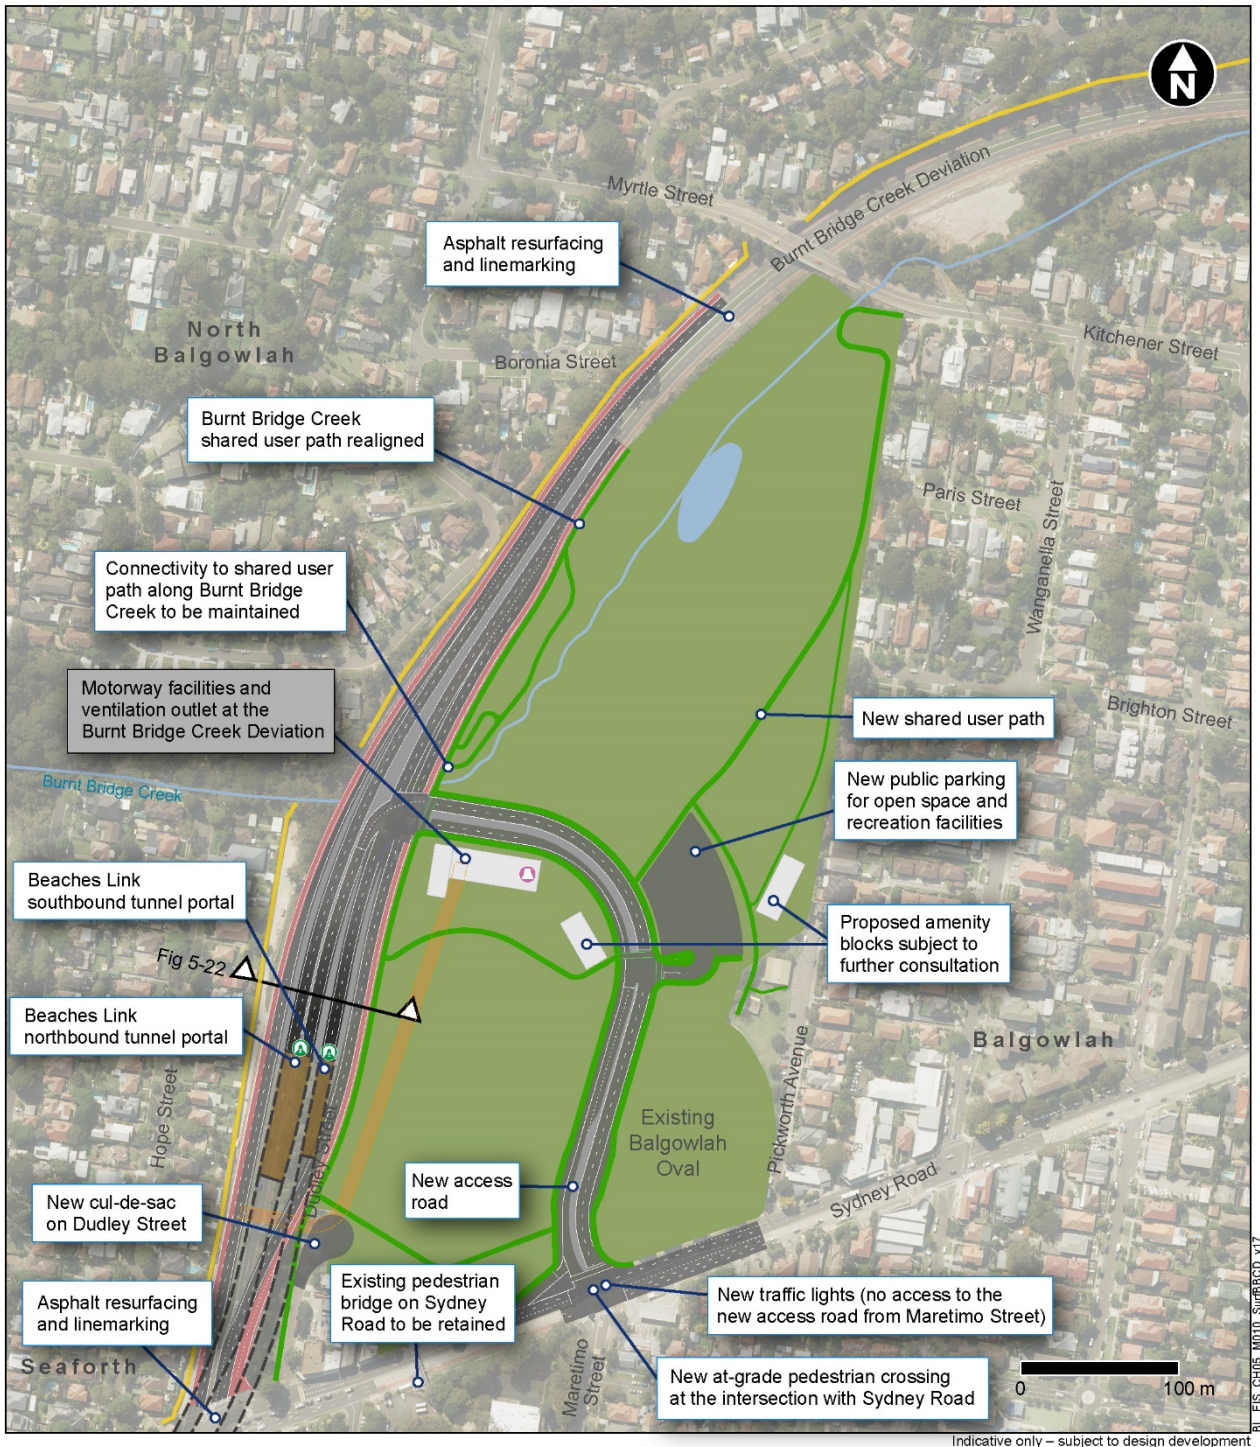 N
Myrtle Street
Burnt Bridge Creek Deviation
Asphalt resurfacing
and linemarking
North
Balgowlah
Kitchener Street
Boronia Street
Burnt Bridge Creek
shared user path realigned
Paris Street
Wanganella Street
Connectivity to shared user
path along Burnt Bridge
Creek to be maintained
Motorway facilities and
ventilation outlet at the
Burnt Bridge Creek Deviation
New shared user path
Brighton Street
Burnt Bridge Creek
New public parking
for open space and
recreation facilities
Beaches Link
southbound tunnel portal
Proposed amenity
blocks subject to
further consultation
Fig 5-22
Beaches Link
northbound tunnel portal
Balgowlah
Hope Street
Dudley Street
Existing
Balgowlah
Oval
Pickworth Avenue
New access
road
Sydney Road
New cul-de-sac
on Dudley Street
Existing pedestrian
bridge on Sydney
Road to be retained
New traffic lights (no access to the
new access road from Maretimo Street)
Asphalt resurfacing
and linemarking
Seaforth
Maretimo
Street
New at-grade pedestrian crossing
at the intersection with Sydney Road
0 100 m
BL_EIS_CH05_M010_SurfBBCD_v17
Indicative only – subject to design development